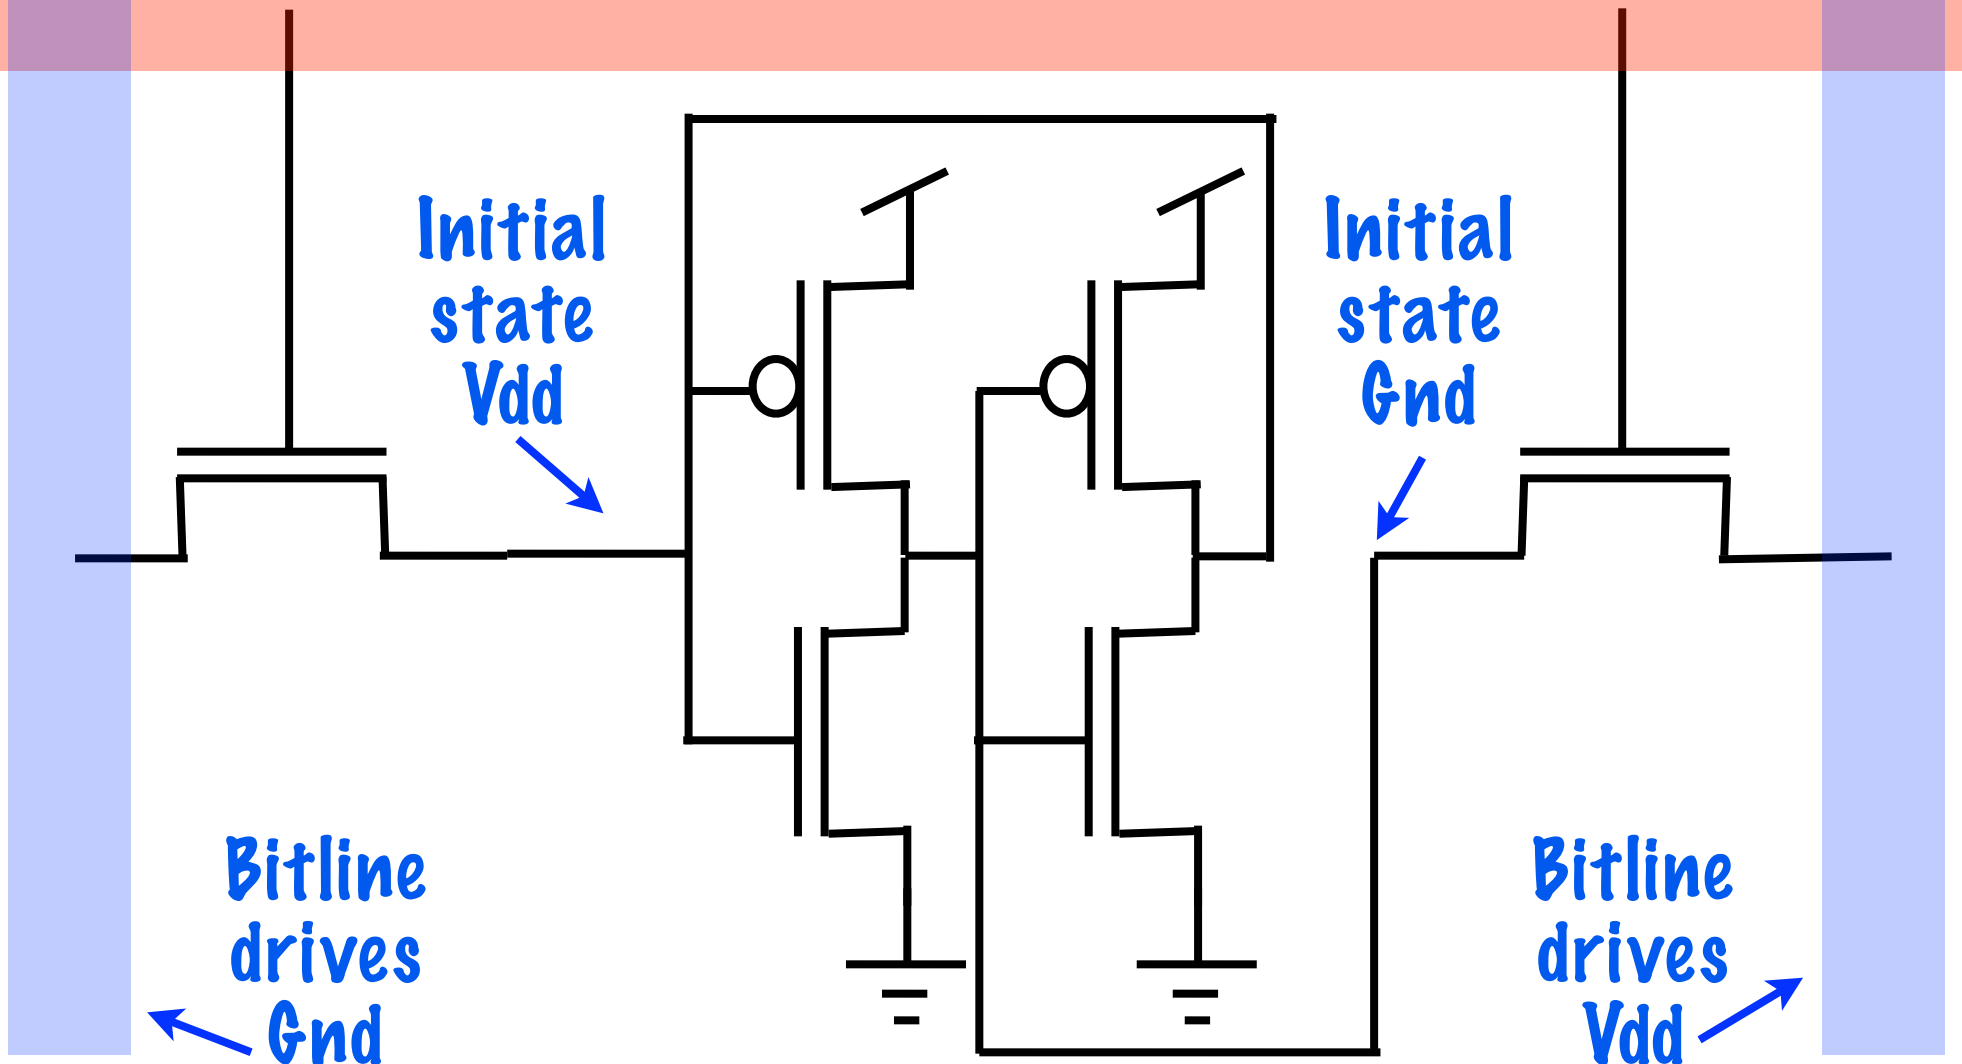 Initial
state
Vdd
Initial
state
Gnd
Bitline
drives
Gnd
Bitline
drives
Vdd